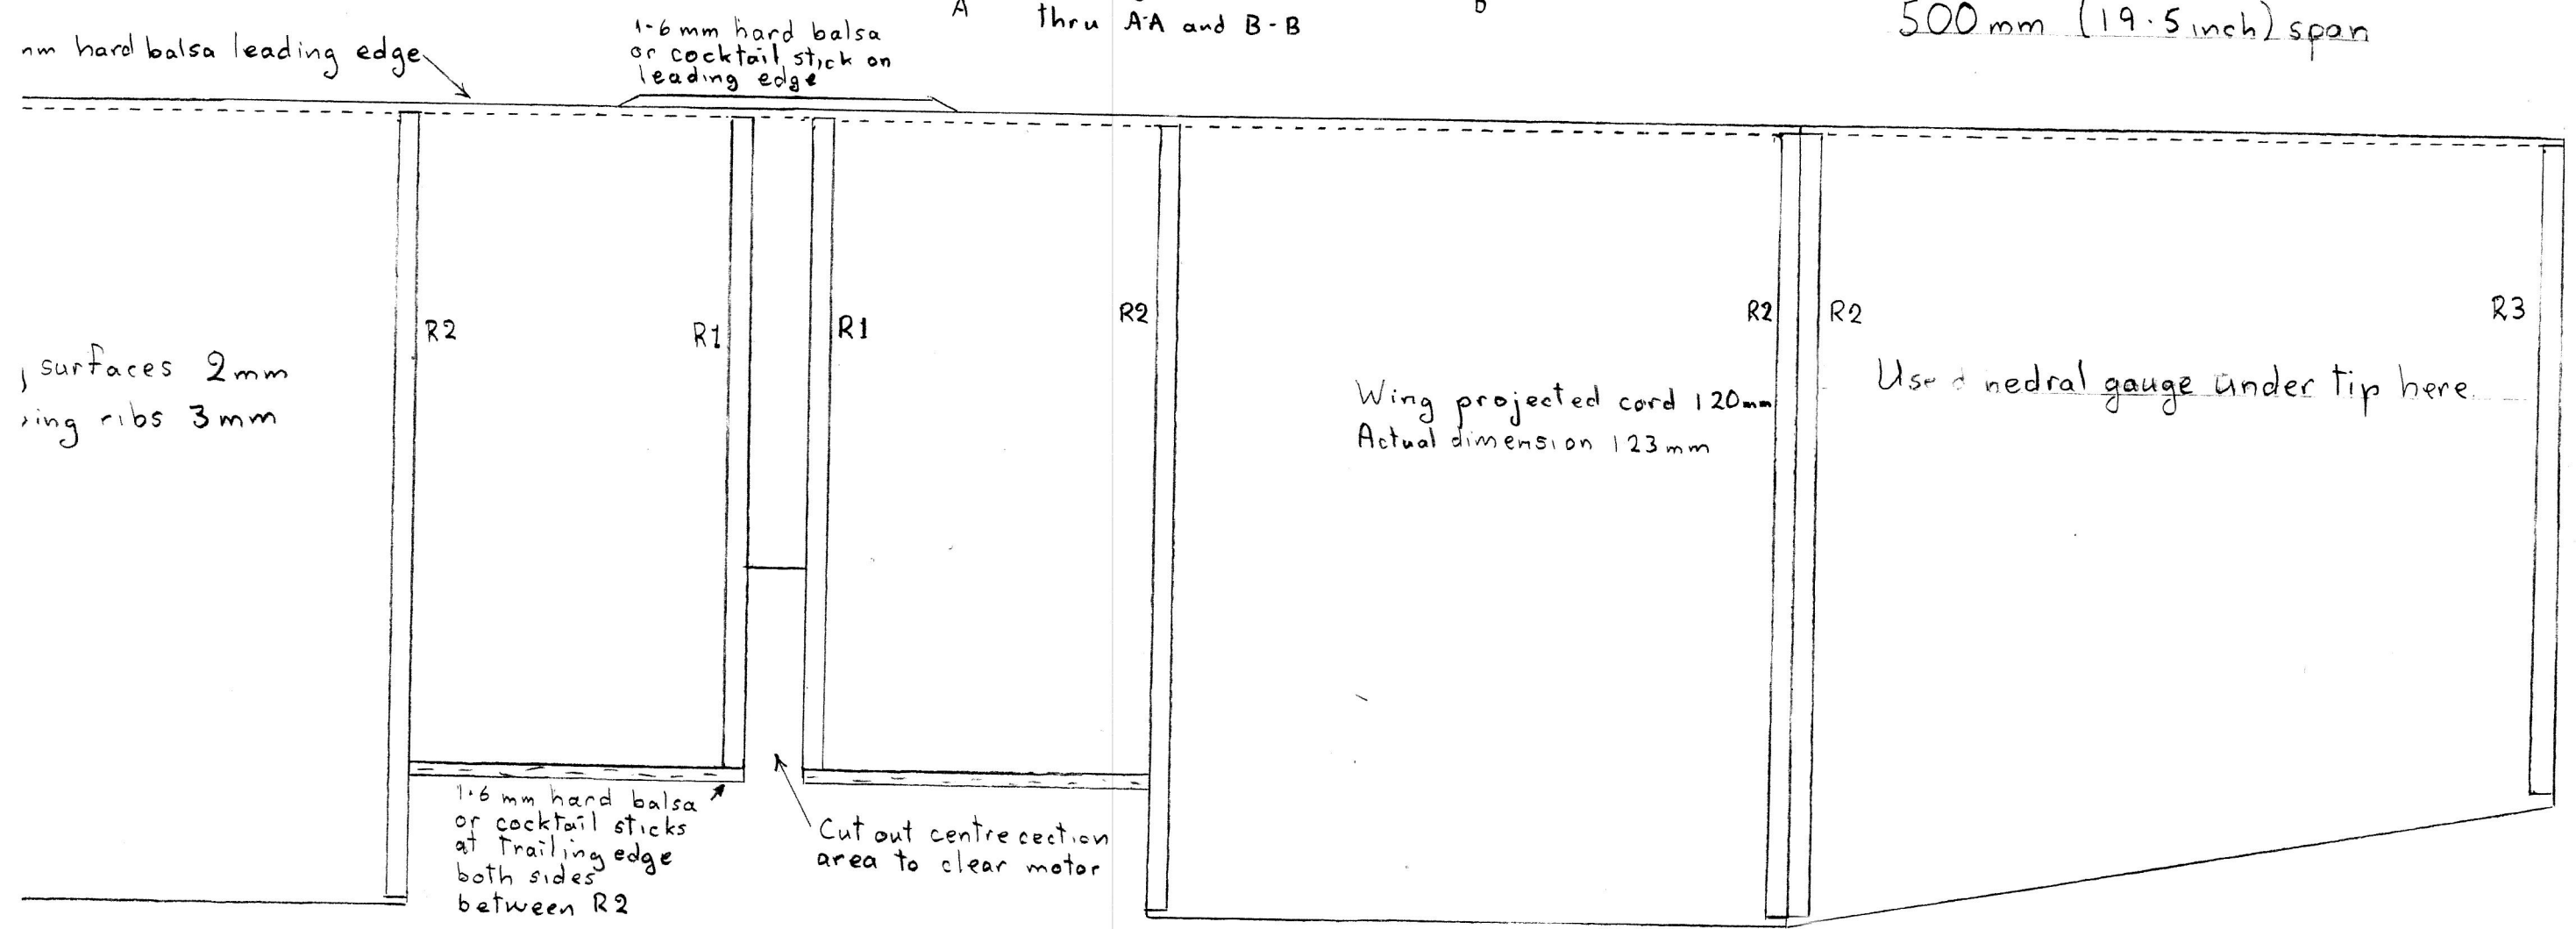 A
thru A-A and B-B
500mm (19.5 inch) span
hard balsa leading edge
1.6 mm hard balsa
or cocktail stick on
leading edge
R2
R1
R1
R2
R2
R2
R3
surfaces 2mm
ribs 3mm
Wing projected cord 120mm
Actual dimension 123mm
Use nedral gauge under tip here
1.6 mm hard balsa
or cocktail sticks
at trailing edge
both sides
between R2
Cut out centre cection
area to clear motor